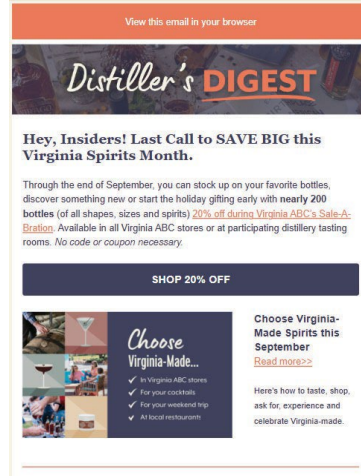 View this email in your browser
Distiller's DIGEST
Hey, Insiders! Last Call to SAVE BIG this
Virginia Spirits Month.
Through the end of September, you can stock up on your favorite bottles,
discover something new or start the holiday gifting early with nearly 200
bottles (of all shapes, sizes and spirits) 20% off during Virginia ABC's Sale-A-
Bration. Available in all Virginia ABC stores or at participating distillery tasting
rooms. No code or coupon necessary.
SHOP 20% OFF
Choose
Virginia-Made...
✓ In Virginia ABC stores
✓ For your cocktails
✓ For your weekend trip
✓ At local restaurants
Choose Virginia-
Made Spirits this
September
Read more>>
Here's how to taste, shop,
ask for, experience and
celebrate Virginia-made.